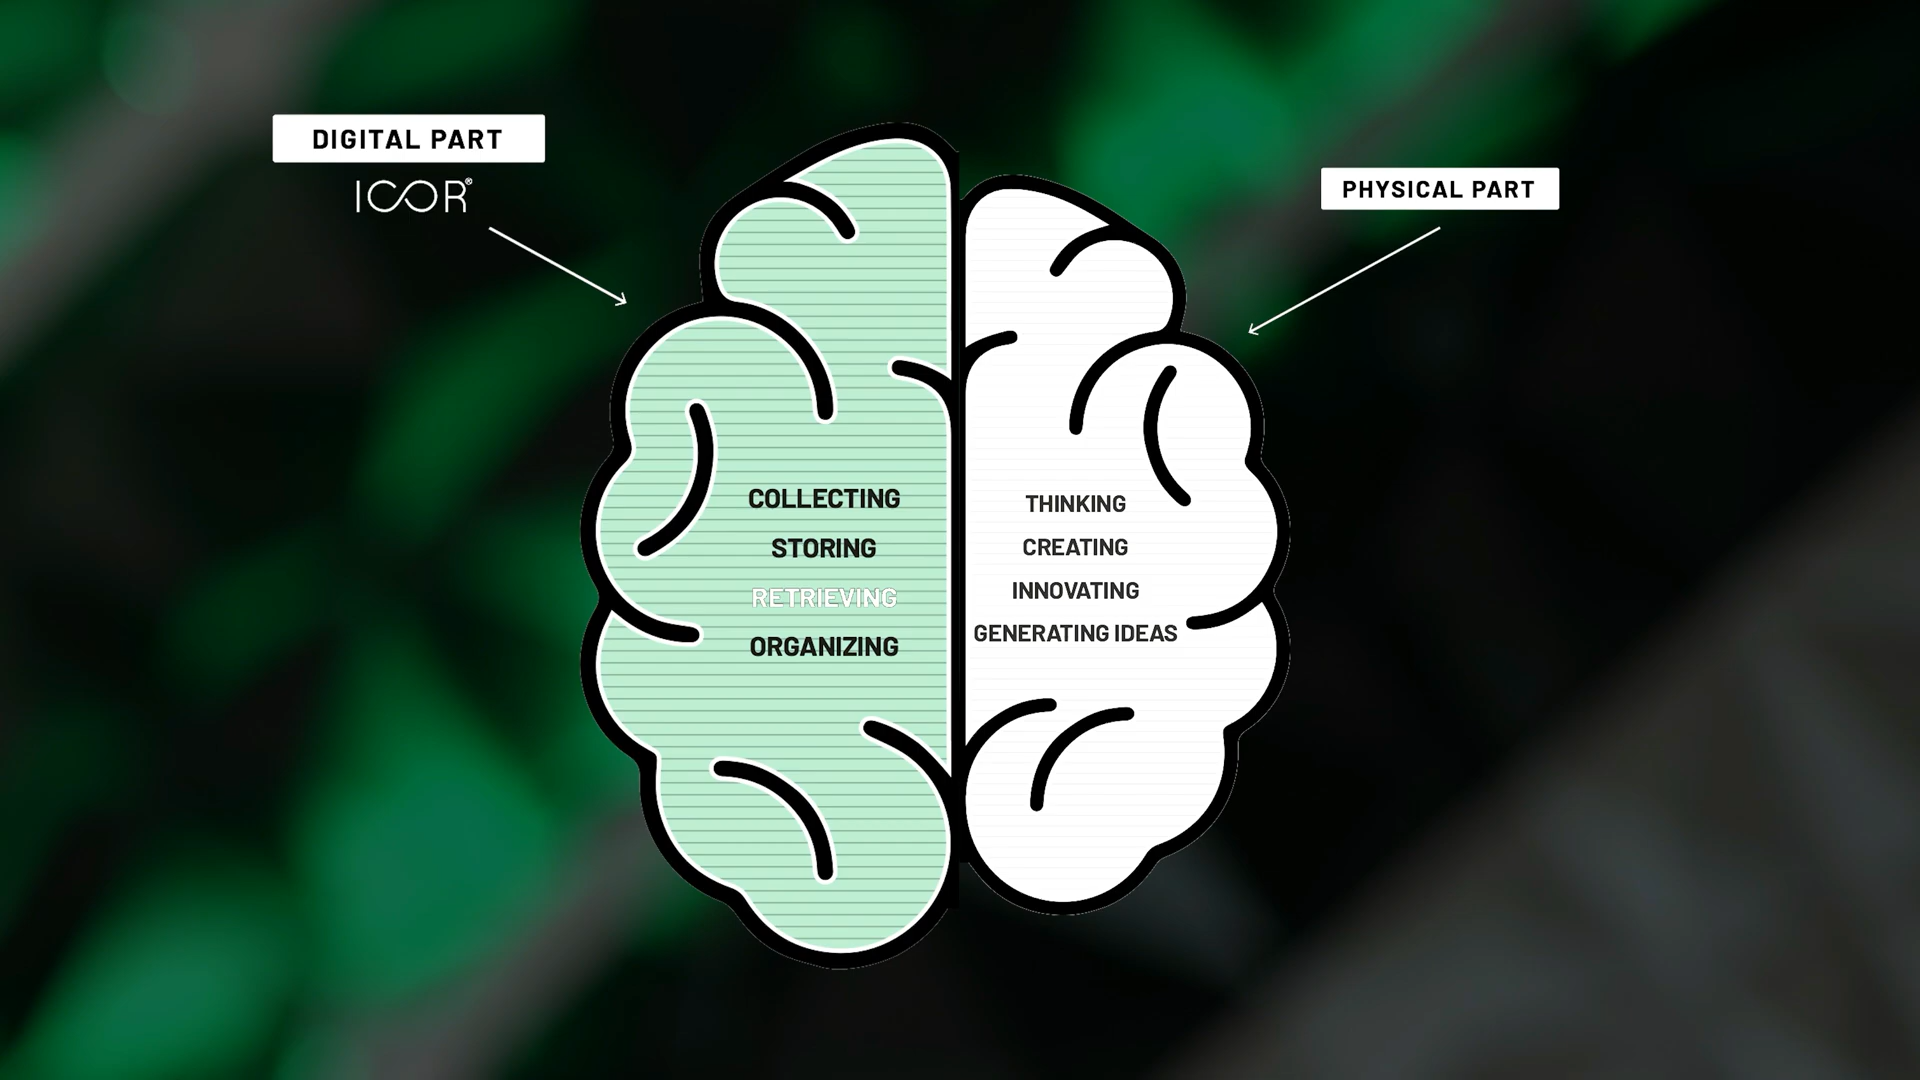 DIGITAL PART
ICOR®
PHYSICAL PART
COLLECTING
STORING
RETRIEVING
ORGANIZING
THINKING
CREATING
INNOVATING
GENERATING IDEAS